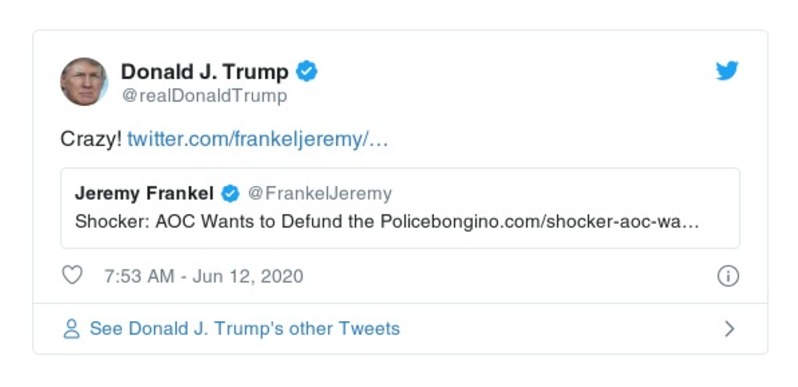 Donald J. Trump
@realDonaldTrump
Crazy! twitter.com/frankeljeremy/…
Jeremy Frankel @FrankelJeremy
Shocker: AOC Wants to Defund the Policebongino.com/shocker-aoc-wa…
7:53 AM - Jun 12, 2020
See Donald J. Trump's other Tweets